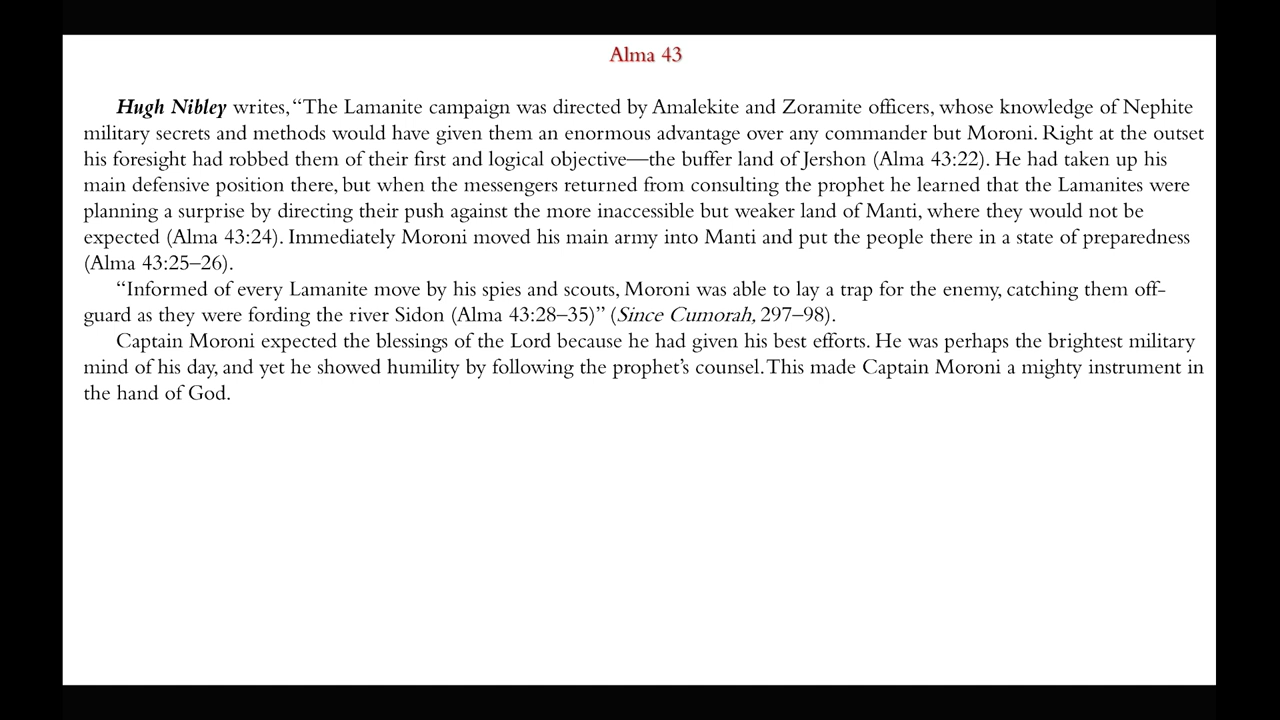 Alma 43
Hugh Nibley writes, “The Lamanite campaign was directed by Amalekite and Zoramite officers, whose knowledge of Nephite
military secrets and methods would have given them an enormous advantage over any commander but Moroni. Right at the outset
his foresight had robbed them of their first and logical objective—the buffer land of Jershon (Alma 43:22). He had taken up his
main defensive position there, but when the messengers returned from consulting the prophet he learned that the Lamanites were
planning a surprise by directing their push against the more inaccessible but weaker land of Manti, where they would not be
expected (Alma 43:24). Immediately Moroni moved his main army into Manti and put the people there in a state of preparedness
(Alma 43:25–26).
“Informed of every Lamanite move by his spies and scouts, Moroni was able to lay a trap for the enemy, catching them off-
guard as they were fording the river Sidon (Alma 43:28–35)” (Since Cumorah, 297–98).
Captain Moroni expected the blessings of the Lord because he had given his best efforts. He was perhaps the brightest military
mind of his day, and yet he showed humility by following the prophet’s counsel. This made Captain Moroni a mighty instrument in
the hand of God.